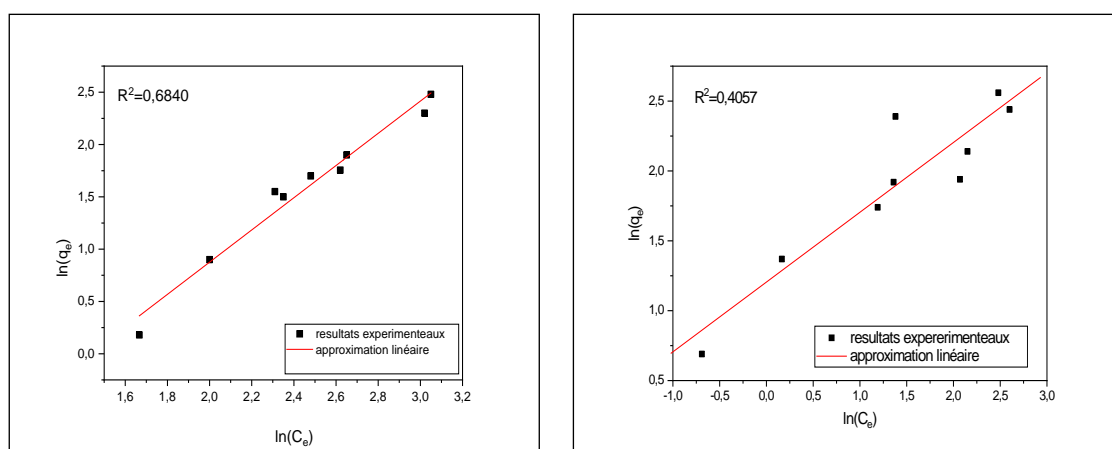 R²=0,6840
2,5
2,0
1,5
1,0
0,5
0,0
ln(qₑ)
1,6 1,8 2,0 2,2 2,4 2,6 2,8 3,0 3,2
ln(Cₑ)
resultats experimenteaux
approximation linéaire
R²=0,4057
2,5
2,0
1,5
1,0
0,5
ln(qₑ)
-1,0 -0,5 0,0 0,5 1,0 1,5 2,0 2,5 3,0
ln(Cₑ)
resultats expererimenteaux
approximation linéaire